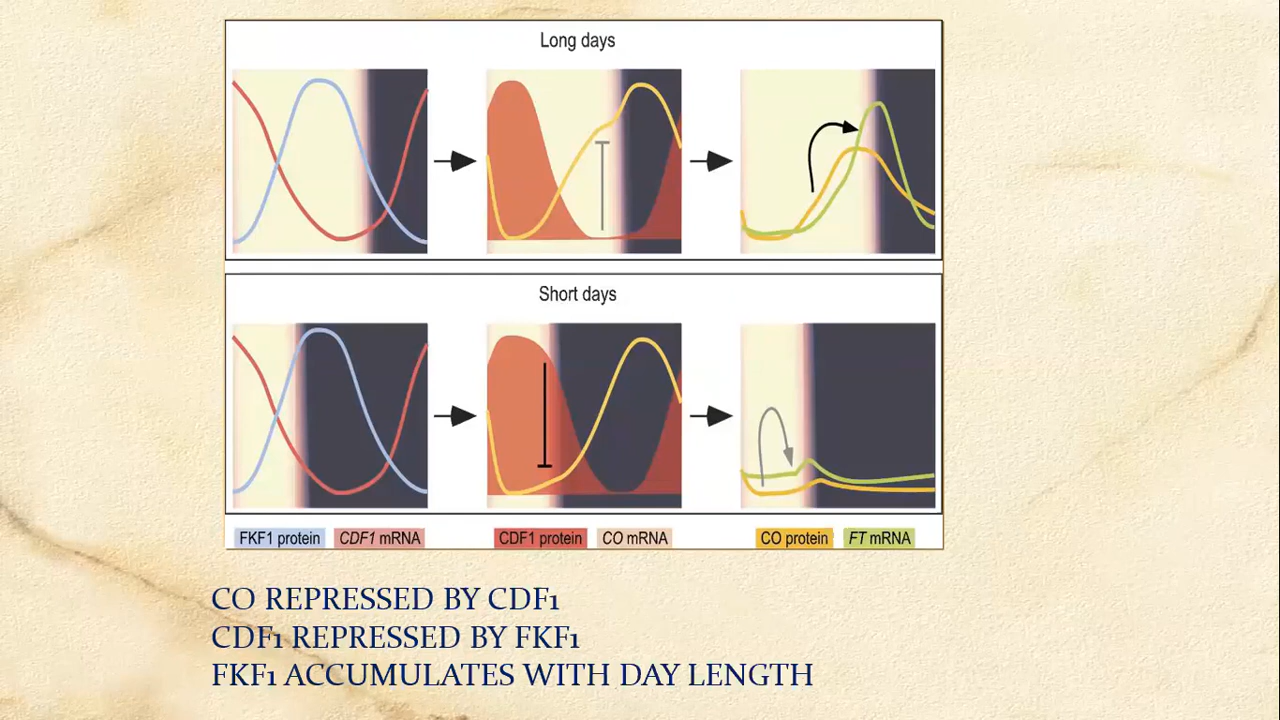 Long days
Short days
FKF1 protein CDF1 mRNA CDF1 protein CO mRNA CO protein FT mRNA
CO REPRESSED BY CDF1
CDF1 REPRESSED BY FKF1
FKF1 ACCUMULATES WITH DAY LENGTH